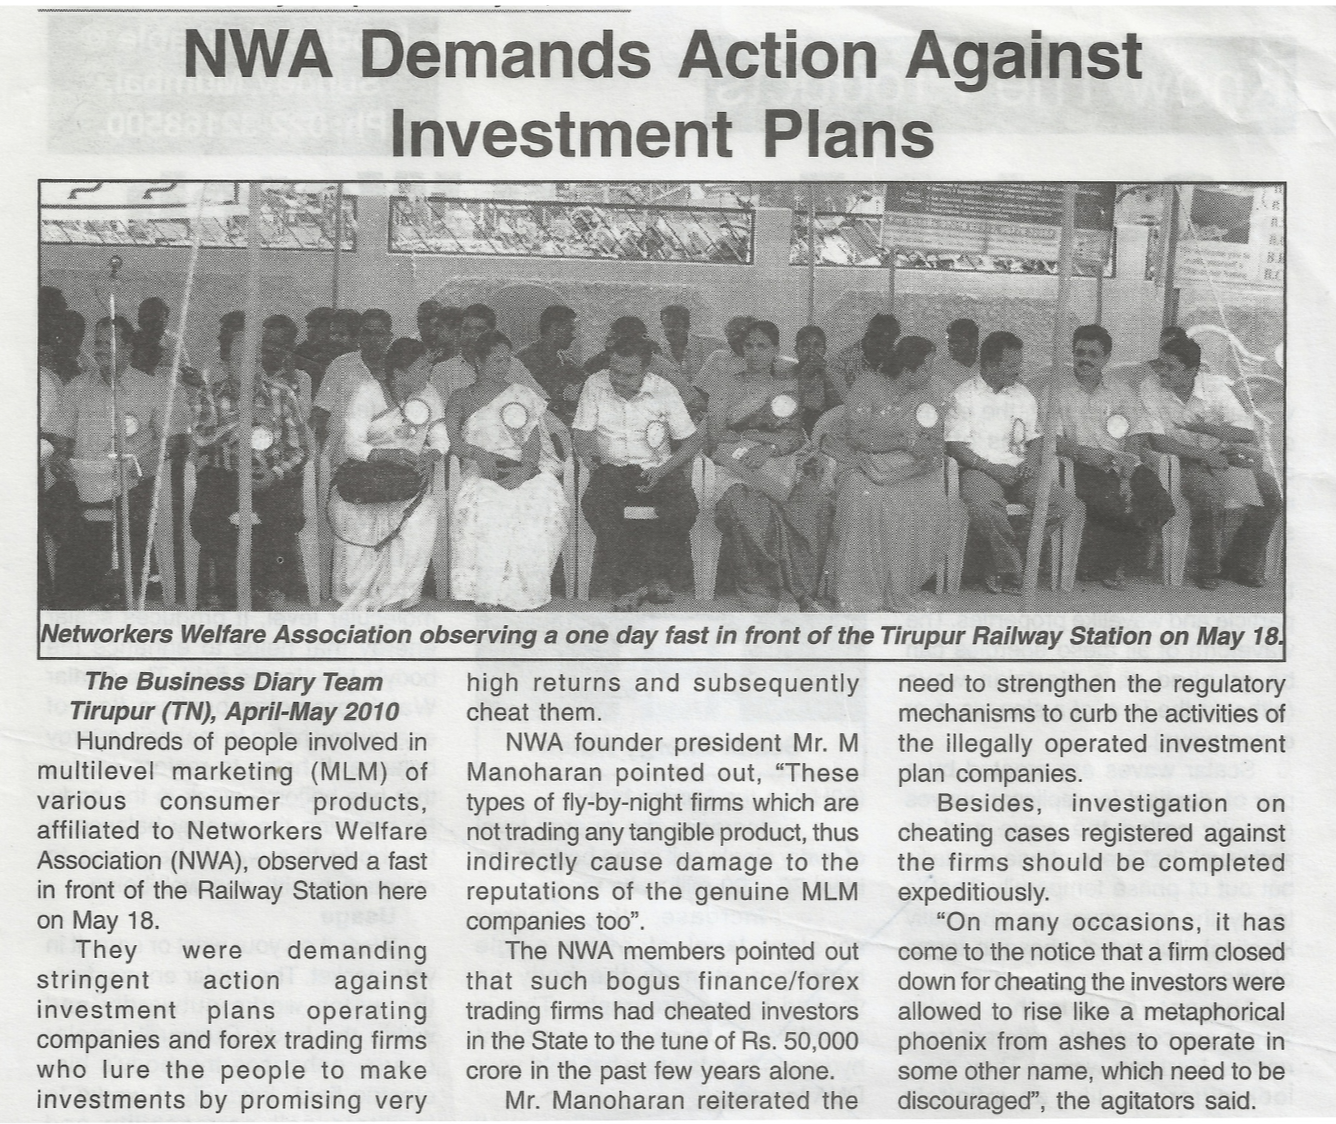 NWA Demands Action Against
Investment Plans
Networkers Welfare Association observing a one day fast in front of the Tirupur Railway Station on May 18.
The Business Diary Team
Tirupur (TN), April-May 2010
Hundreds of people involved in
multilevel marketing (MLM) of
various consumer products,
affiliated to Networkers Welfare
Association (NWA), observed a fast
in front of the Railway Station here
on May 18.
They were demanding
stringent action against
investment plans operating
companies and forex trading firms
who lure the people to make
investments by promising very
high returns and subsequently
cheat them.
NWA founder president Mr. M
Manoharan pointed out, “These
types of fly-by-night firms which are
not trading any tangible product, thus
indirectly cause damage to the
reputations of the genuine MLM
companies too”.
The NWA members pointed out
that such bogus finance/forex
trading firms had cheated investors
in the State to the tune of Rs. 50,000
crore in the past few years alone.
Mr. Manoharan reiterated the
need to strengthen the regulatory
mechanisms to curb the activities of
the illegally operated investment
plan companies.
Besides, investigation on
cheating cases registered against
the firms should be completed
expeditiously.
“On many occasions, it has
come to the notice that a firm closed
down for cheating the investors were
allowed to rise like a metaphorical
phoenix from ashes to operate in
some other name, which need to be
discouraged”, the agitators said.